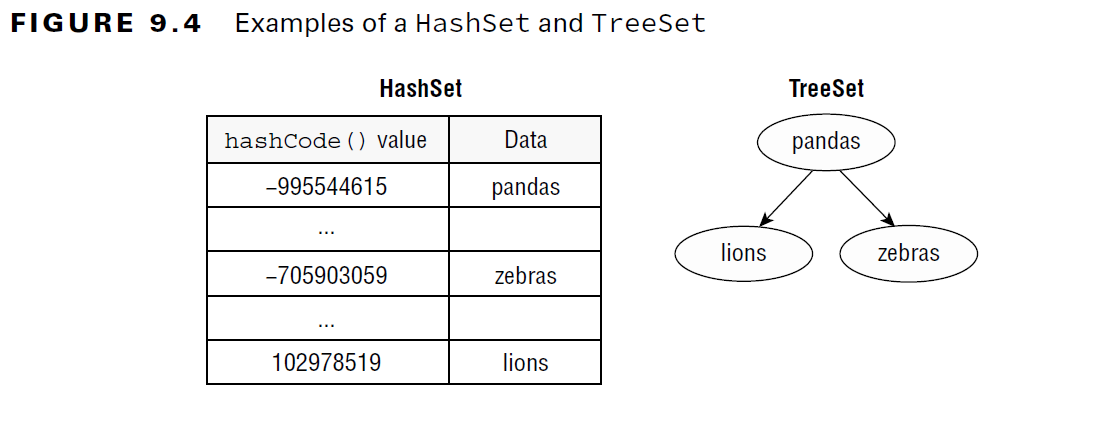 FIGURE 9.4 Examples of a HashSet and TreeSet
HashSet
hashCode() value Data
–995544615 pandas
...
–705903059 zebras
...
102978519 lions
TreeSet
pandas
lions zebras